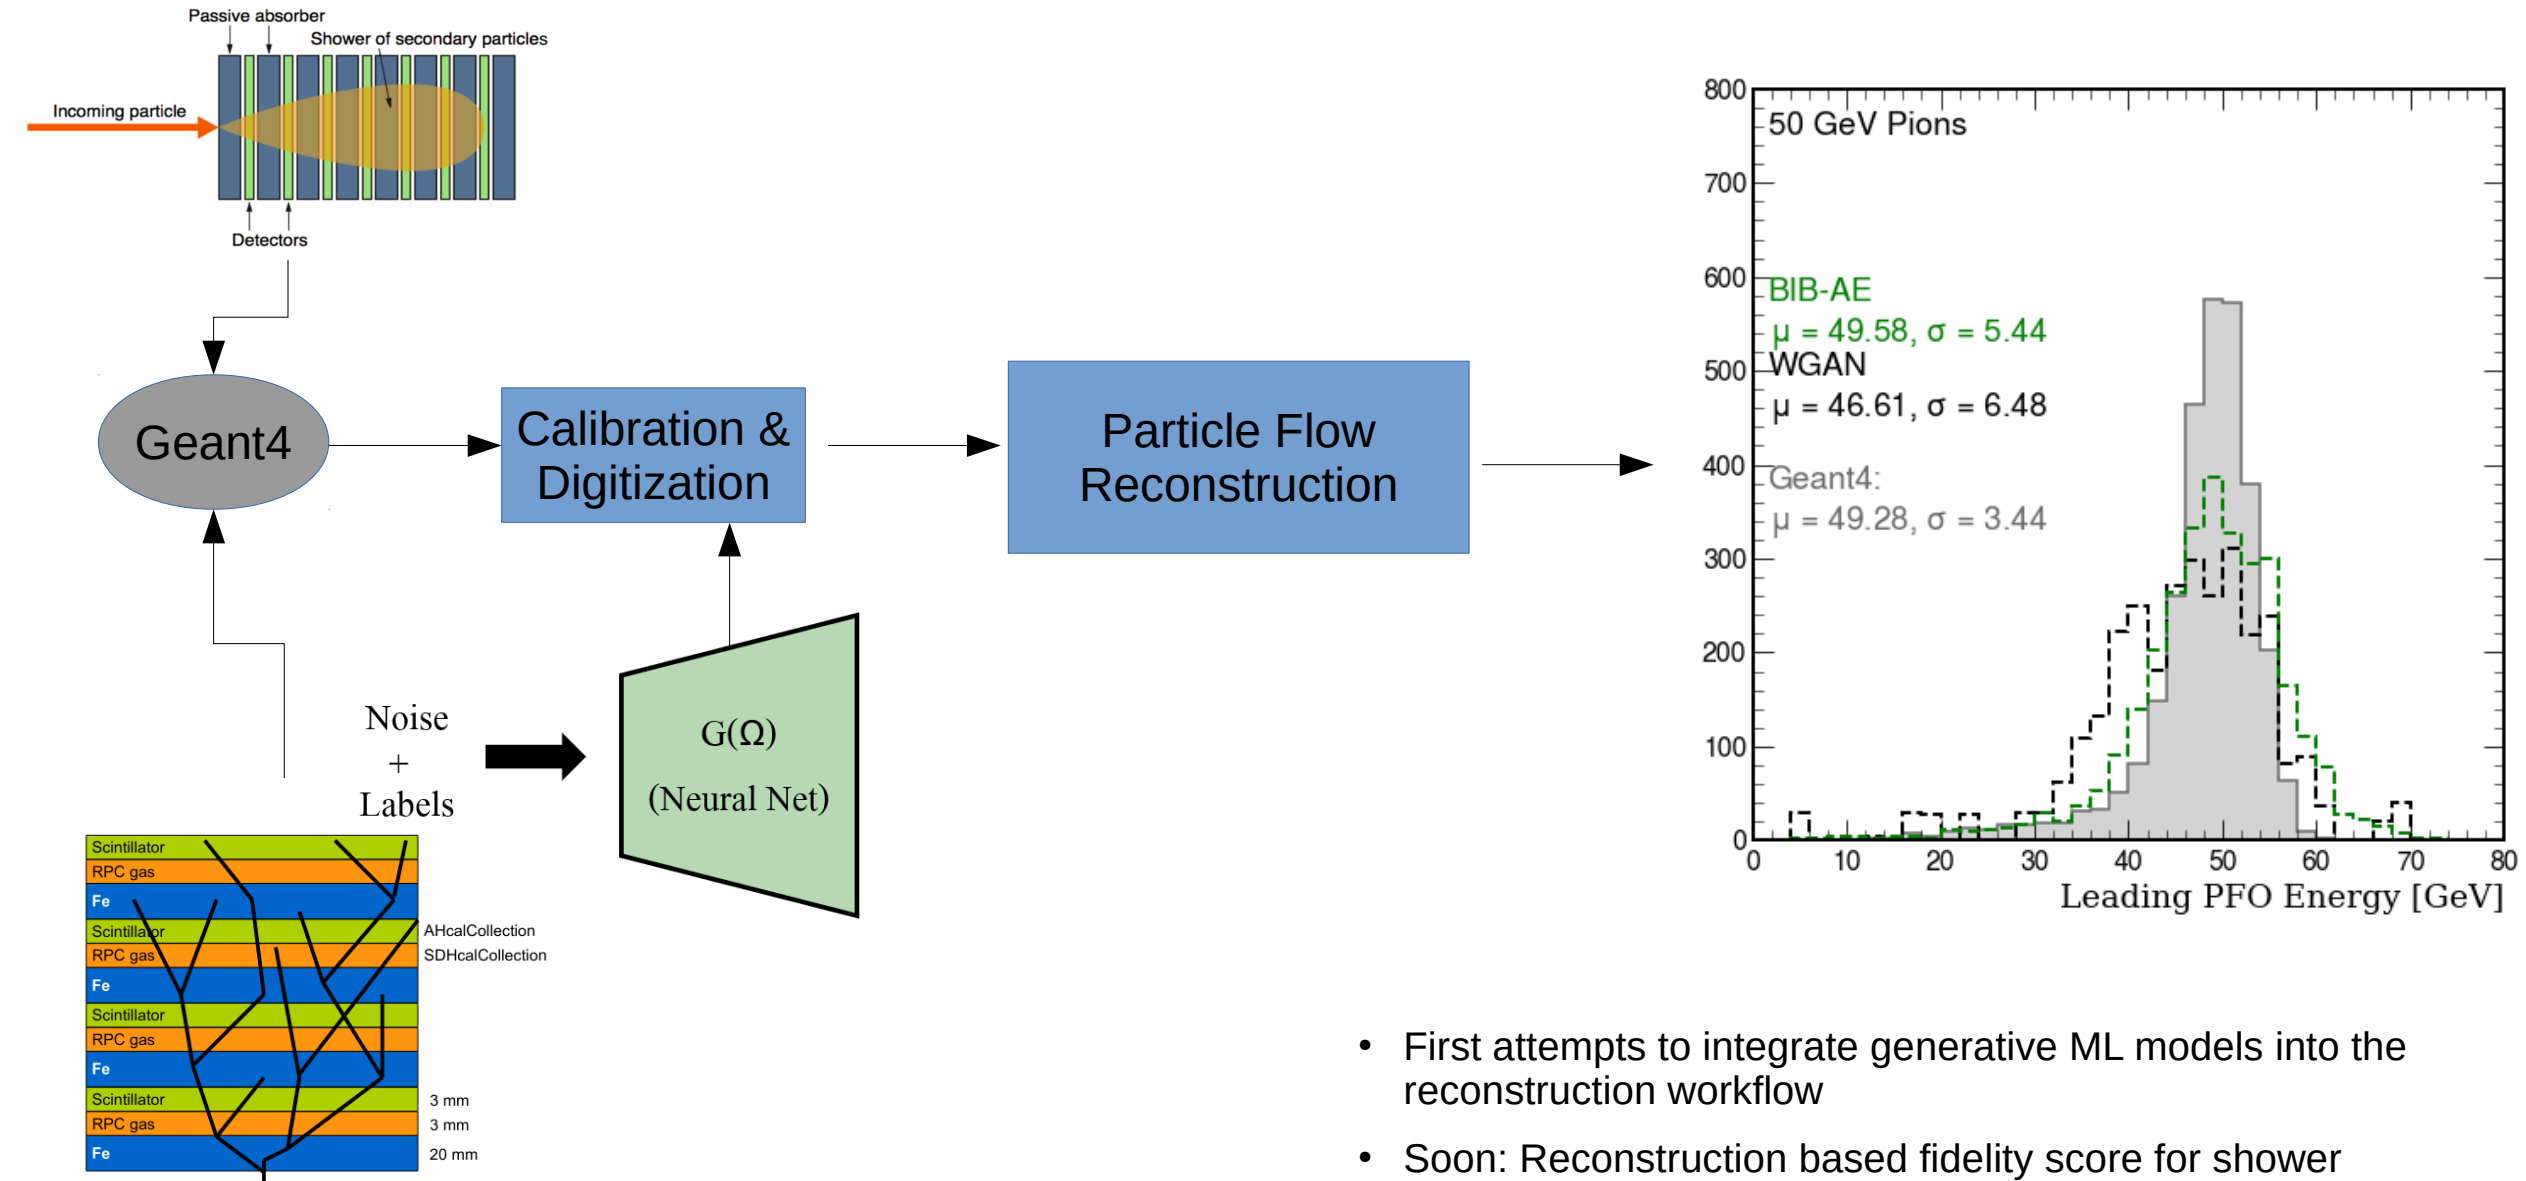 Passive absorber
Shower of secondary particles
Incoming particle
Detectors
Geant4
Calibration &
Digitization
Particle Flow
Reconstruction
Noise
+
Labels
G(Ω)
(Neural Net)
Scintillator
RPC gas
Fe
Scintillator
AHcalCollection
RPC gas
SDHcalCollection
Fe
Scintillator
RPC gas
Fe
Scintillator
3 mm
RPC gas
3 mm
Fe
20 mm
800
700
600
500
400
300
200
100
0
50 GeV Pions
BIB-AE
μ = 49.58, σ = 5.44
WGAN
μ = 46.61, σ = 6.48
Geant4:
μ = 49.28, σ = 3.44
0 10 20 30 40 50 60 70 80
Leading PFO Energy [GeV]
• First attempts to integrate generative ML models into the
reconstruction workflow
• Soon: Reconstruction based fidelity score for shower